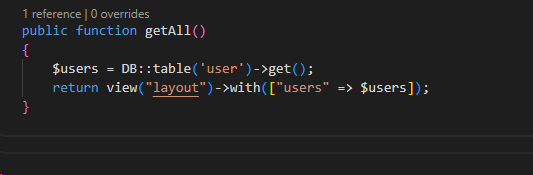 1 reference | 0 overrides
public function getAll()
{
$users = DB::table('user')->get();
return view("layout")->with(["users" => $users]);
}